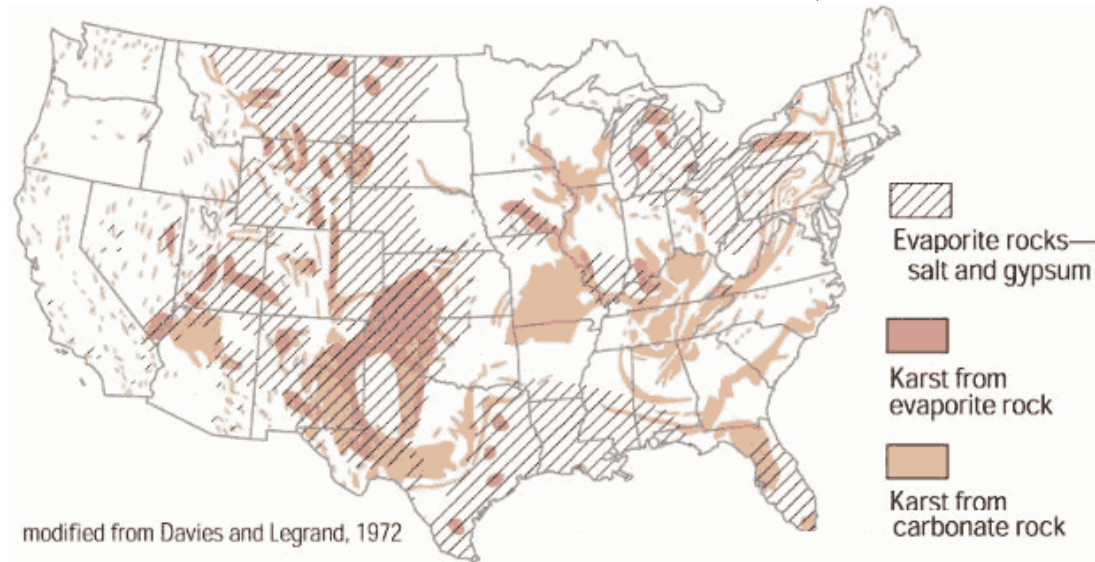 Evaporite rocks—
salt and gypsum
Karst from
evaporite rock
Karst from
carbonate rock
modified from Davies and Legrand, 1972